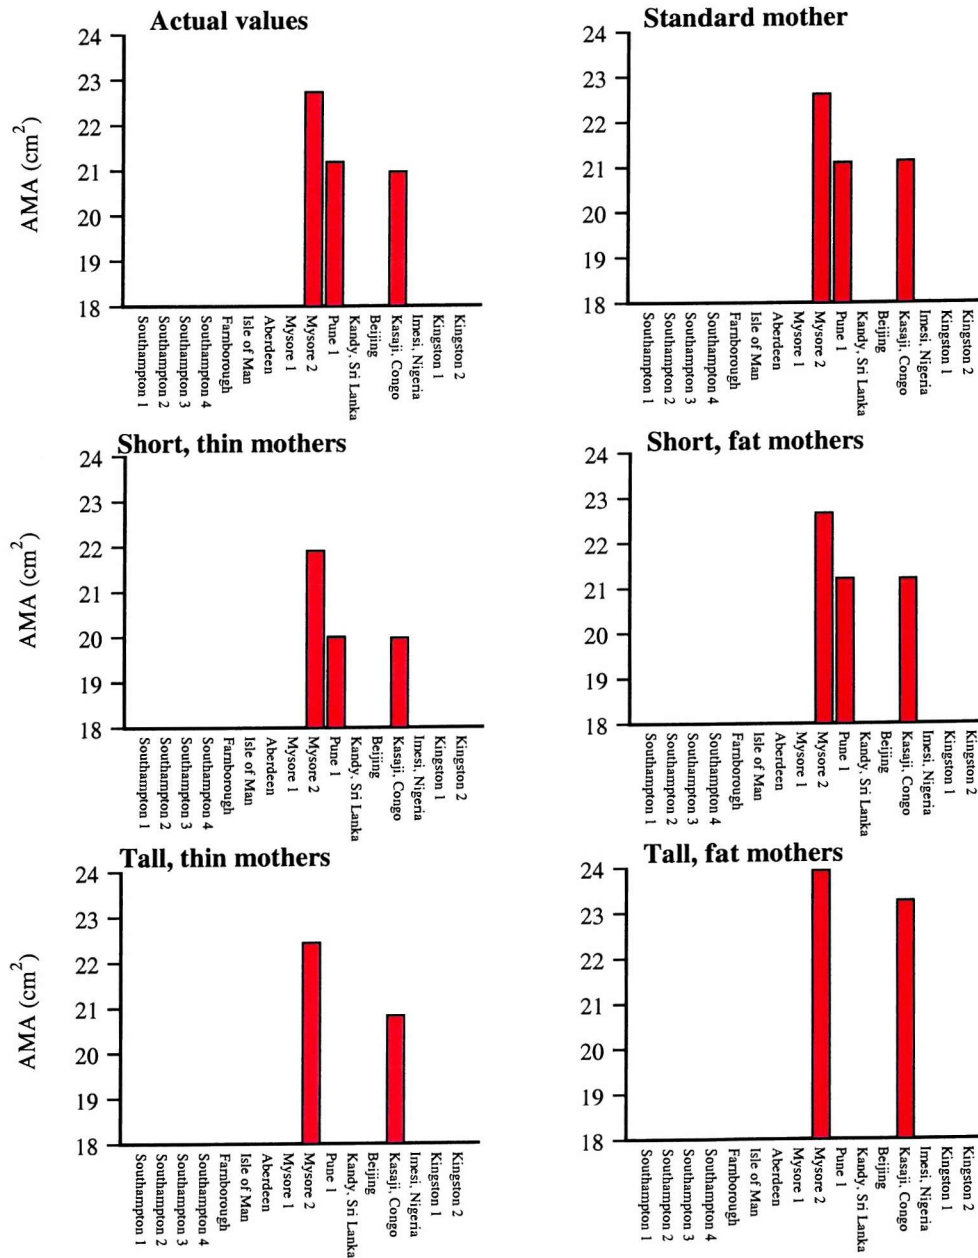 Actual values
AMA (cm²)
24
23
22
21
20
19
18
Southampton 1
Southampton 2
Southampton 3
Southampton 4
Farnborough
Isle of Man
Aberdeen
Mysore 1
Mysore 2
Pune 1
Kandy, Sri Lanka
Beijing
Kasaji, Congo
Imesi, Nigeria
Kingston 1
Kingston 2
Standard mother
24
23
22
21
20
19
18
Southampton 1
Southampton 2
Southampton 3
Southampton 4
Farnborough
Isle of Man
Aberdeen
Mysore 1
Mysore 2
Pune 1
Kandy, Sri Lanka
Beijing
Kasaji, Congo
Imesi, Nigeria
Kingston 1
Kingston 2
Short, thin mothers
AMA (cm²)
24
23
22
21
20
19
18
Southampton 1
Southampton 2
Southampton 3
Southampton 4
Farnborough
Isle of Man
Aberdeen
Mysore 1
Mysore 2
Pune 1
Kandy, Sri Lanka
Beijing
Kasaji, Congo
Imesi, Nigeria
Kingston 1
Kingston 2
Short, fat mothers
24
23
22
21
20
19
18
Southampton 1
Southampton 2
Southampton 3
Southampton 4
Farnborough
Isle of Man
Aberdeen
Mysore 1
Mysore 2
Pune 1
Kandy, Sri Lanka
Beijing
Kasaji, Congo
Imesi, Nigeria
Kingston 1
Kingston 2
Tall, thin mothers
AMA (cm²)
24
23
22
21
20
19
18
Southampton 1
Southampton 2
Southampton 3
Southampton 4
Farnborough
Isle of Man
Aberdeen
Mysore 1
Mysore 2
Pune 1
Kandy, Sri Lanka
Beijing
Kasaji, Congo
Imesi, Nigeria
Kingston 1
Kingston 2
Tall, fat mothers
24
23
22
21
20
19
18
Southampton 1
Southampton 2
Southampton 3
Southampton 4
Farnborough
Isle of Man
Aberdeen
Mysore 1
Mysore 2
Pune 1
Kandy, Sri Lanka
Beijing
Kasaji, Congo
Imesi, Nigeria
Kingston 1
Kingston 2